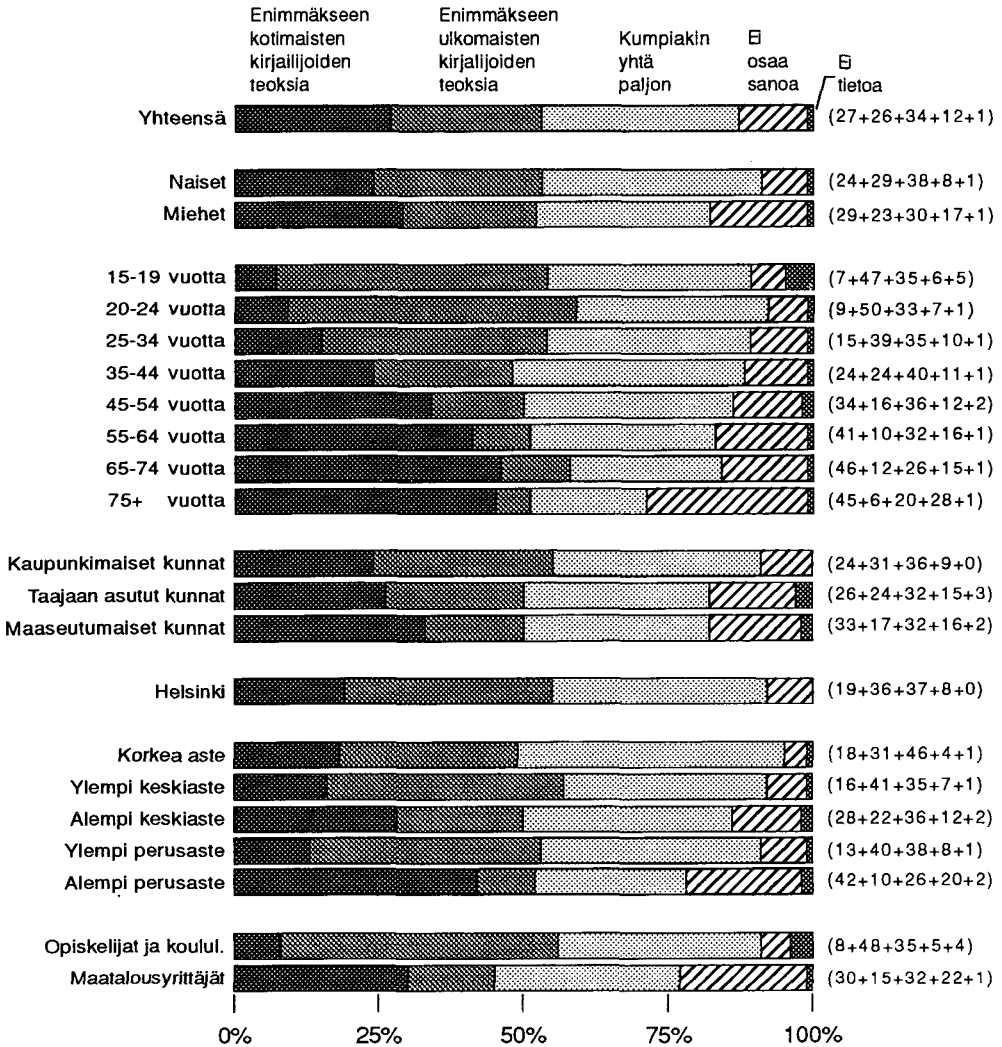 Enimmäkseen
kotimaisten
kirjailijoiden
teoksia
Enimmäkseen
ulkomaisten
kirjalijoiden
teoksia
Kumpiakin
yhtä
paljon
Ei
osaa
sanoa
Ei
tietoa
Yhteensä (27+26+34+12+1)
Naiset (24+29+38+8+1)
Miehet (29+23+30+17+1)
15-19 vuotta (7+47+35+6+5)
20-24 vuotta (9+50+33+7+1)
25-34 vuotta (15+39+35+10+1)
35-44 vuotta (24+24+40+11+1)
45-54 vuotta (34+16+36+12+2)
55-64 vuotta (41+10+32+16+1)
65-74 vuotta (46+12+26+15+1)
75+ vuotta (45+6+20+28+1)
Kaupunkimaiset kunnat (24+31+36+9+0)
Taajaan asutut kunnat (26+24+32+15+3)
Maaseutumaiset kunnat (33+17+32+16+2)
Helsinki (19+36+37+8+0)
Korkea aste (18+31+46+4+1)
Ylempi keskiaste (16+41+35+7+1)
Alempi keskiaste (28+22+36+12+2)
Ylempi perusaste (13+40+38+8+1)
Alempi perusaste (42+10+26+20+2)
Opiskelijat ja koulul. (8+48+35+5+4)
Maatalousyrittäjät (30+15+32+22+1)
0% 25% 50% 75% 100%